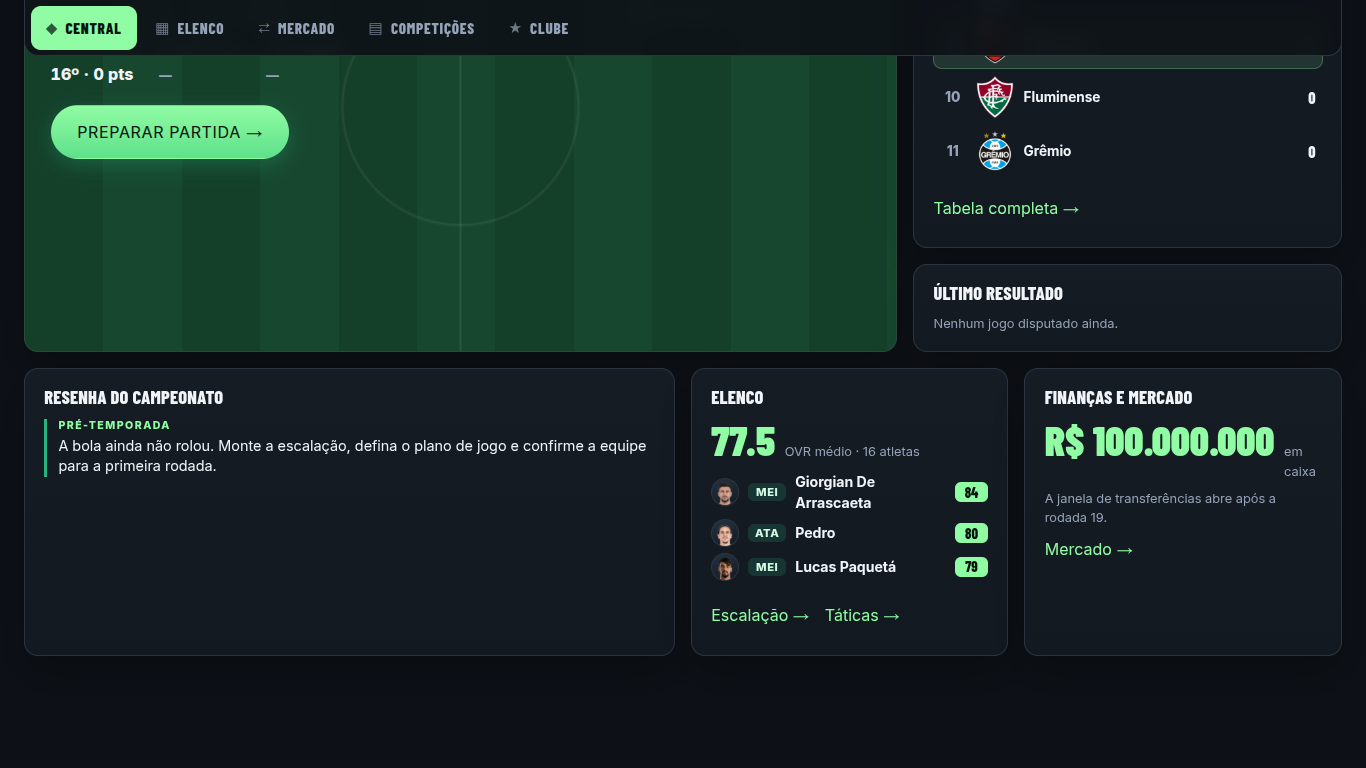 CENTRAL
ELENCO
MERCADO
COMPETIÇÕES
CLUBE
16º · 0 pts — —
PREPARAR PARTIDA →
10 Fluminense 0
11 GRÊMIO Grêmio 0
Tabela completa →
ÚLTIMO RESULTADO
Nenhum jogo disputado ainda.
RESENHA DO CAMPEONATO
PRÉ-TEMPORADA
A bola ainda não rolou. Monte a escalação, defina o plano de jogo e confirme a equipe
para a primeira rodada.
ELENCO
77.5 OVR médio · 16 atletas
MEI Giorgian De
Arrascaeta 84
ATA Pedro 80
MEI Lucas Paquetá 79
Escalação → Táticas →
FINANÇAS E MERCADO
R$ 100.000.000 em
caixa
A janela de transferências abre após a
rodada 19.
Mercado →